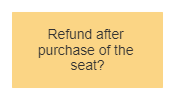 Refund after
purchase of the
seat?